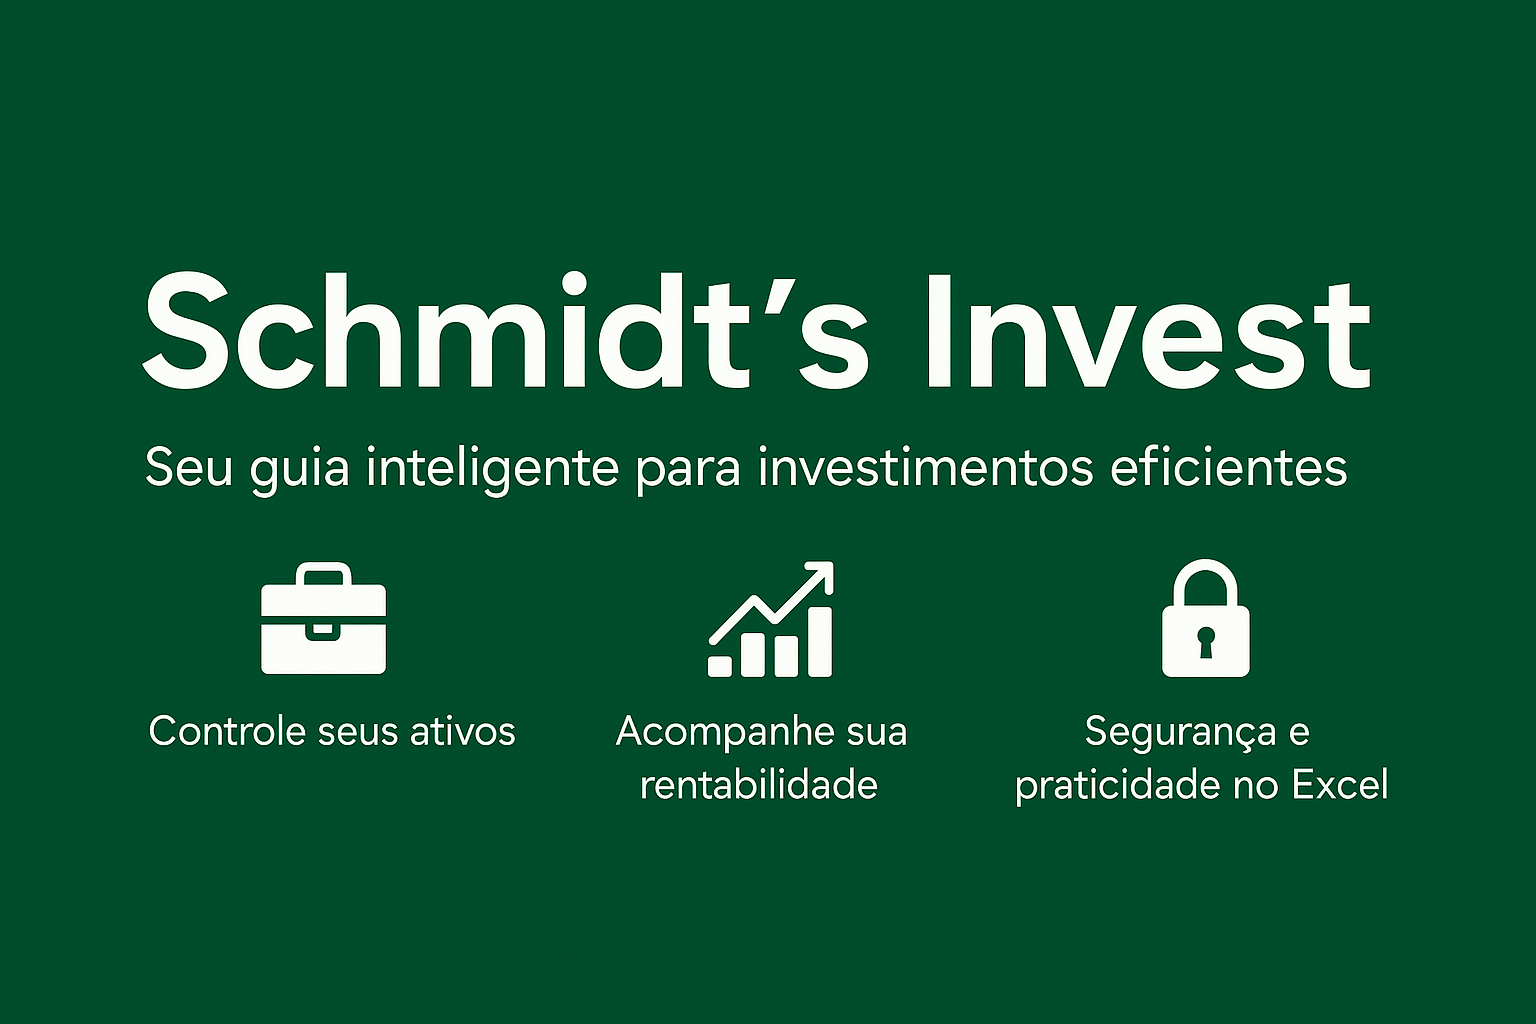 Schmidt’s Invest
Seu guia inteligente para investimentos eficientes
Controle seus ativos
Acompanhe sua
rentabilidade
Segurança e
praticidade no Excel